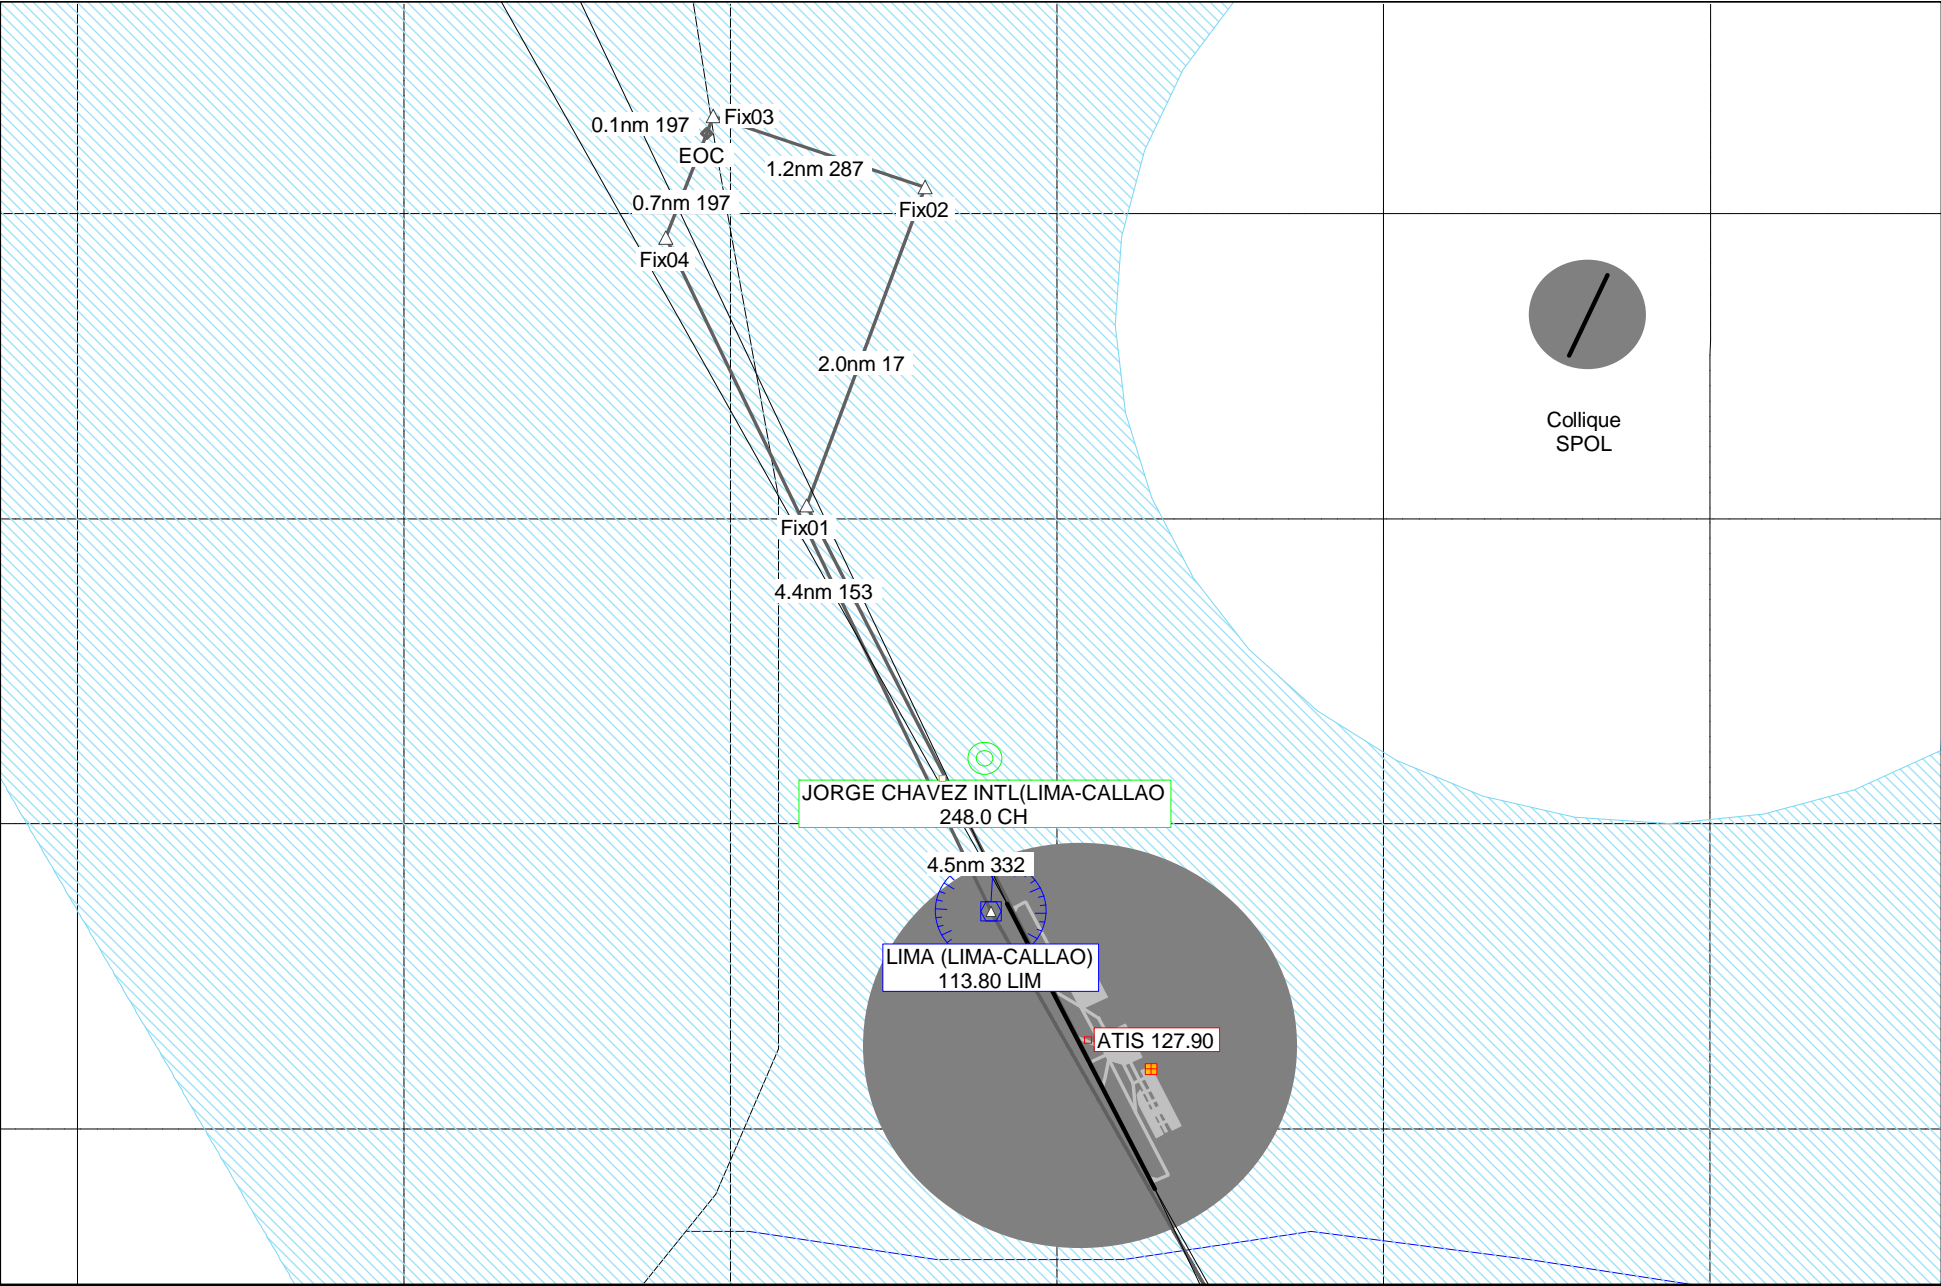 Fix03
0.1nm 197
EOC
1.2nm 287
0.7nm 197
Fix02
Fix04
2.0nm 17
Collique
SPOL
Fix01
4.4nm 153
JORGE CHAVEZ INTL(LIMA-CALLAO
248.0 CH
4.5nm 332
LIMA (LIMA-CALLAO)
113.80 LIM
ATIS 127.90